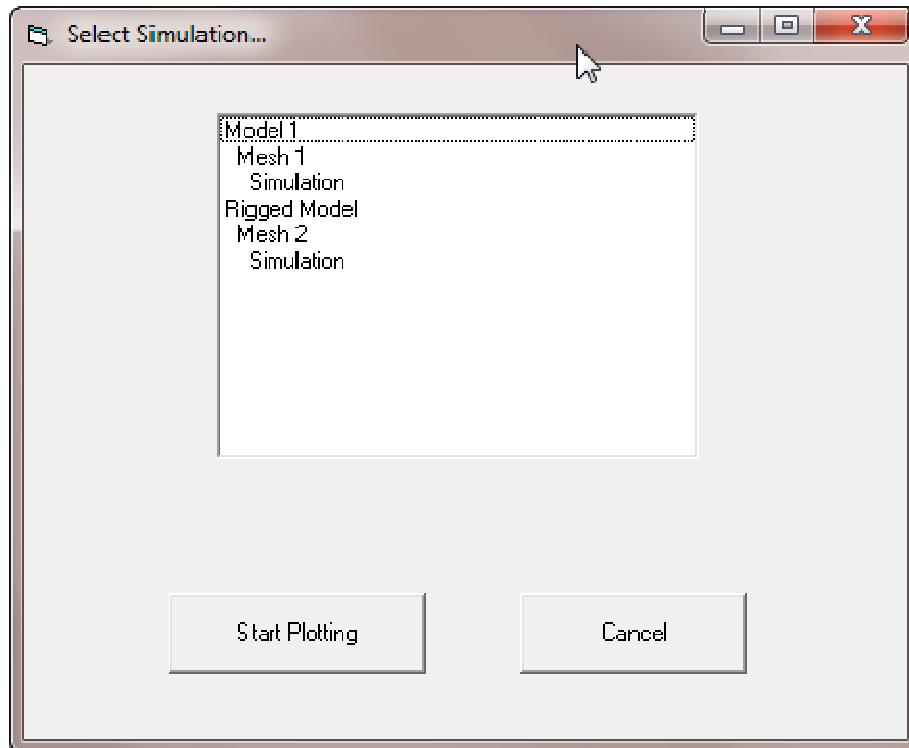 Select Simulation...
Model 1
Mesh 1
Simulation
Rigged Model
Mesh 2
Simulation
Start Plotting
Cancel